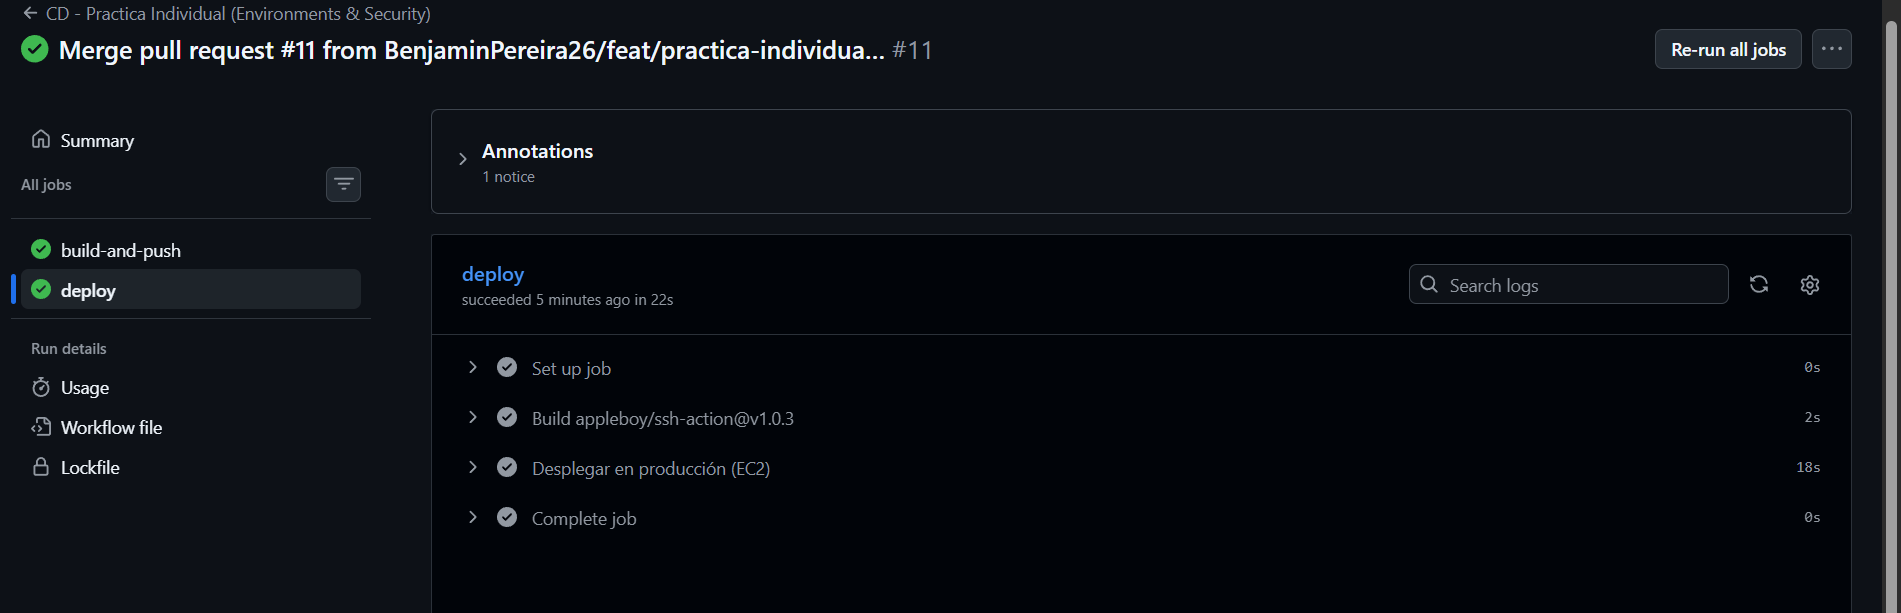 CD - Practica Individual (Environments & Security)
Merge pull request #11 from BenjaminPereira26/feat/practica-individua... #11
Re-run all jobs
Summary
All jobs
build-and-push
deploy
Run details
Usage
Workflow file
Lockfile
Annotations
1 notice
deploy
succeeded 5 minutes ago in 22s
Search logs
Set up job 0s
Build appleboy/ssh-action@v1.0.3 2s
Desplegar en producción (EC2) 18s
Complete job 0s